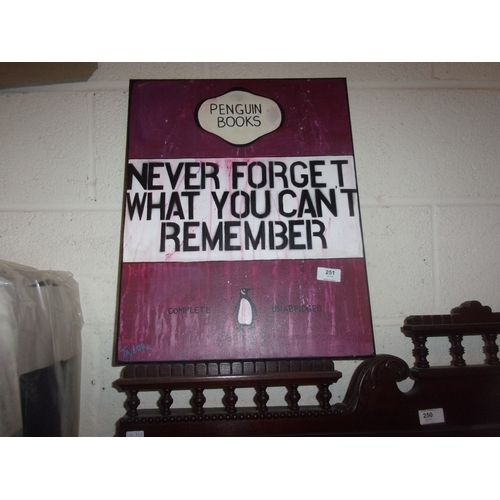 PENGUIN
BOOKS
NEVER FORGET
WHAT YOU CAN'T
REMEMBER
251
COMPLETE UNABRIDGED
250